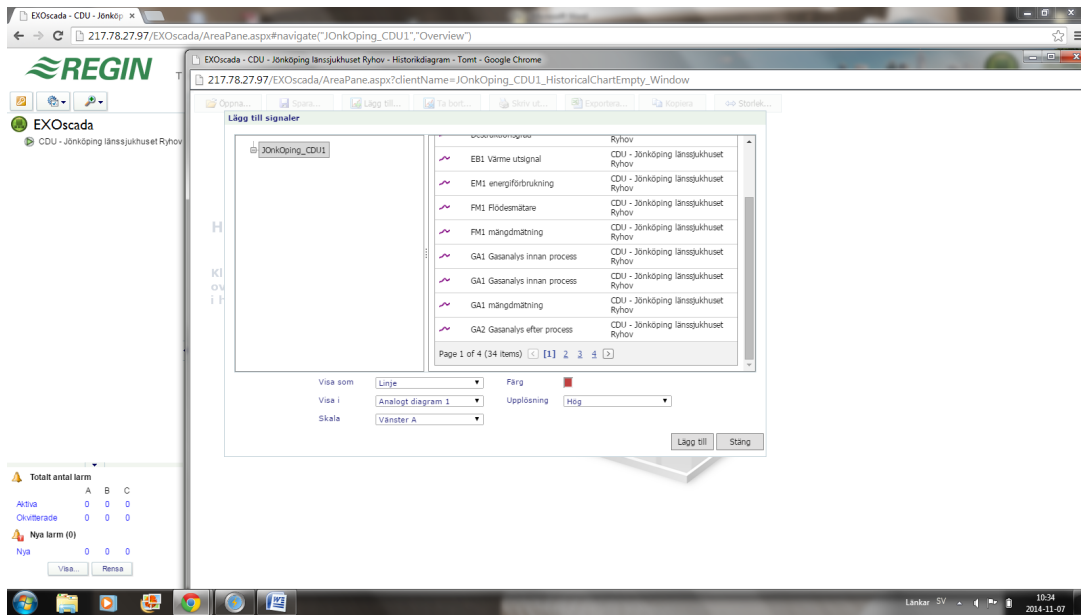 EXOscada - CDU - Jönköp
217.78.27.97/EXOscada/AreaPane.aspx#navigate("JOnkOping_CDU1","Overview")
REGIN
T
EXOscada
CDU - Jönköping länssjukhuset Ryhov
EXOscada - CDU - Jönköping länssjukhuset Ryhov - Historikdiagram - Tomt - Google Chrome
217.78.27.97/EXOscada/AreaPane.aspx?clientName=JOnkOping_CDU1_HistoricalChartEmpty_Window
Öppna... Spara... Lägg till... Ta bort... Skriv ut... Exportera... Kopiera Storlek...
Lägg till signaler
JOnkOping_CDU1
Destruktionsgrad Ryhov
EB1 Värme utsignal CDU - Jönköping länssjukhuset
Ryhov
EM1 energiförbrukning CDU - Jönköping länssjukhuset
Ryhov
FM1 Flödesmätare CDU - Jönköping länssjukhuset
Ryhov
FM1 mängdmätning CDU - Jönköping länssjukhuset
Ryhov
GA1 Gasanalys innan process CDU - Jönköping länssjukhuset
Ryhov
GA1 Gasanalys innan process CDU - Jönköping länssjukhuset
Ryhov
GA1 mängdmätning CDU - Jönköping länssjukhuset
Ryhov
GA2 Gasanalys efter process CDU - Jönköping länssjukhuset
Ryhov
Page 1 of 4 (34 items) [1] 2 3 4
H
Kl
ov
i h
Visa som Linje Färg
Visa i Analogt diagram 1 Upplösning Hög
Skala Vänster A
Lägg till Stäng
Totalt antal larm
A B C
Aktiva 0 0 0
Okvitterade 0 0 0
Nya larm (0)
Nya 0 0 0
Visa... Rensa
Länkar SV 10:34
2014-11-07